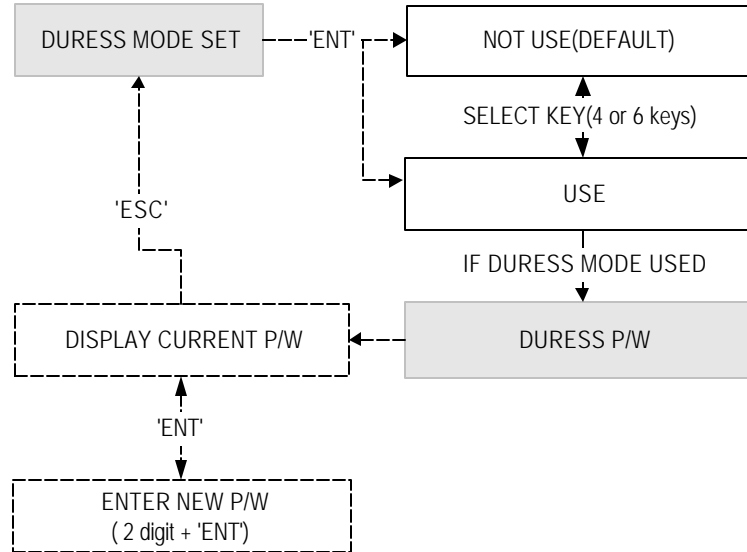 DURESS MODE SET
'ENT'
NOT USE(DEFAULT)
SELECT KEY(4 or 6 keys)
USE
'ESC'
IF DURESS MODE USED
DISPLAY CURRENT P/W
DURESS P/W
'ENT'
ENTER NEW P/W
( 2 digit + 'ENT')